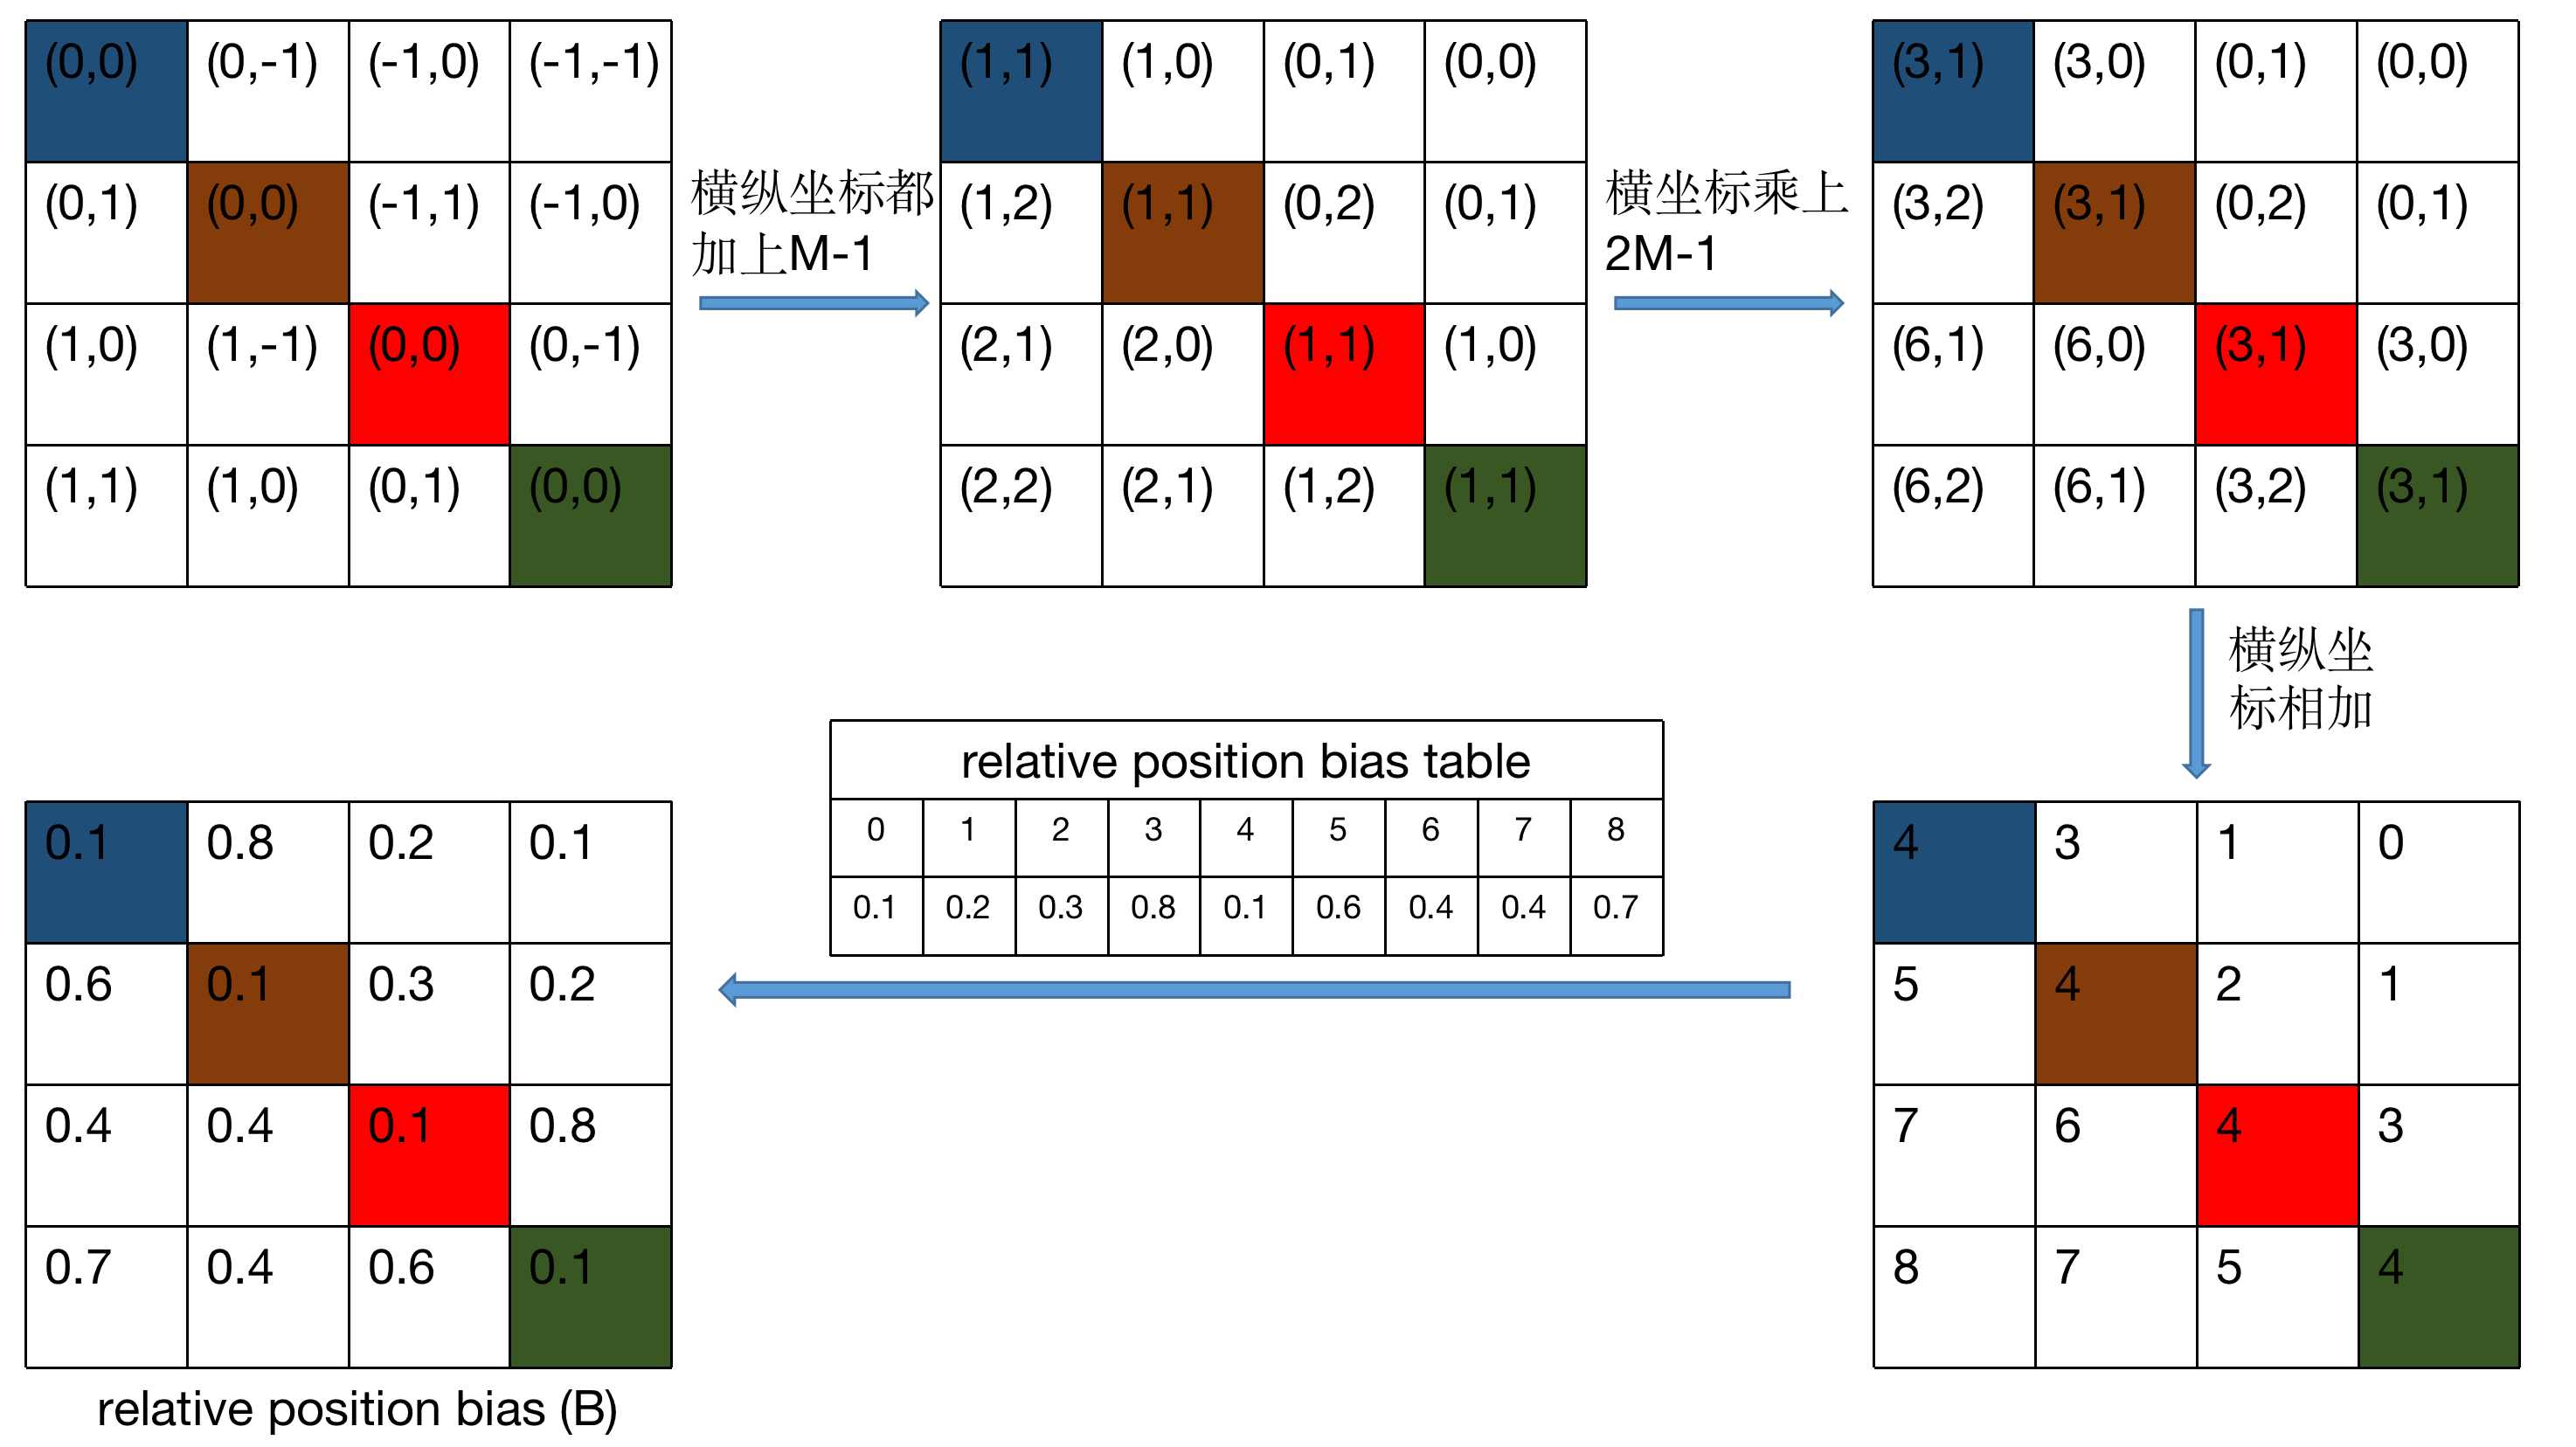 (0,0) (0,-1) (-1,0) (-1,-1)
(0,1) (0,0) (-1,1) (-1,0)
(1,0) (1,-1) (0,0) (0,-1)
(1,1) (1,0) (0,1) (0,0)
横纵坐标都
加上M-1
(1,1) (1,0) (0,1) (0,0)
(1,2) (1,1) (0,2) (0,1)
(2,1) (2,0) (1,1) (1,0)
(2,2) (2,1) (1,2) (1,1)
横坐标乘上
2M-1
(3,1) (3,0) (0,1) (0,0)
(3,2) (3,1) (0,2) (0,1)
(6,1) (6,0) (3,1) (3,0)
(6,2) (6,1) (3,2) (3,1)
横纵坐
标相加
4 3 1 0
5 4 2 1
7 6 4 3
8 7 5 4
relative position bias table
0 1 2 3 4 5 6 7 8
0.1 0.2 0.3 0.8 0.1 0.6 0.4 0.4 0.7
0.1 0.8 0.2 0.1
0.6 0.1 0.3 0.2
0.4 0.4 0.1 0.8
0.7 0.4 0.6 0.1
relative position bias (B)